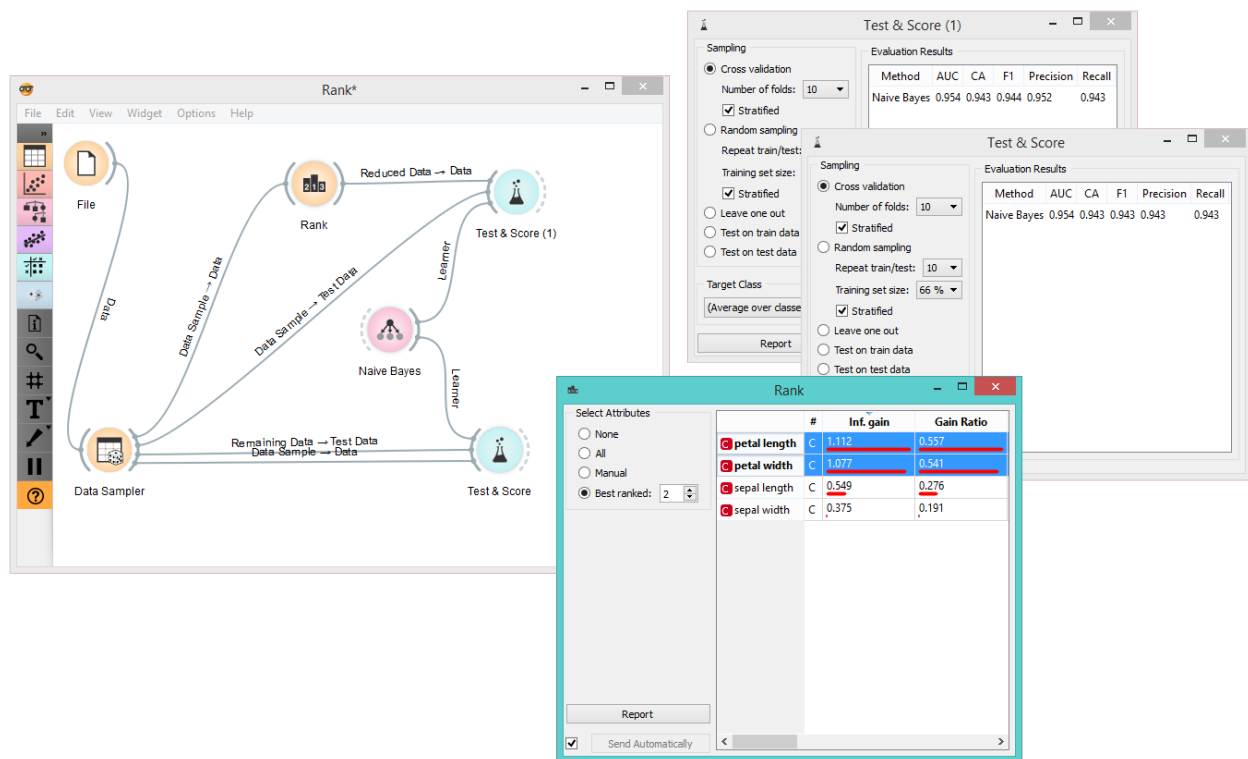 Rank*
File Edit View Widget Options Help
»
File
Data
Data Sampler
Data Sample → Data
Rank
Reduced Data → Data
Test & Score (1)
Data Sample → Test Data
Learner
Naive Bayes
Learner
Remaining Data → Test Data
Data Sample → Data
Test & Score
T
?
Test & Score (1)
Sampling
Cross validation
Number of folds: 10
Stratified
Random sampling
Repeat train/test:
Training set size:
Stratified
Leave one out
Test on train data
Test on test data
Target Class
(Average over classe
Report
Evaluation Results
Method AUC CA F1 Precision Recall
Naive Bayes 0.954 0.943 0.944 0.952 0.943
Test & Score
Sampling
Cross validation
Number of folds: 10
Stratified
Random sampling
Repeat train/test: 10
Training set size: 66 %
Stratified
Leave one out
Test on train data
Test on test data
Evaluation Results
Method AUC CA F1 Precision Recall
Naive Bayes 0.954 0.943 0.943 0.943 0.943
Rank
Select Attributes
None
All
Manual
Best ranked: 2
Report
Send Automatically
# Inf. gain Gain Ratio
C petal length C 1.112 0.557
C petal width C 1.077 0.541
C sepal length C 0.549 0.276
C sepal width C 0.375 0.191